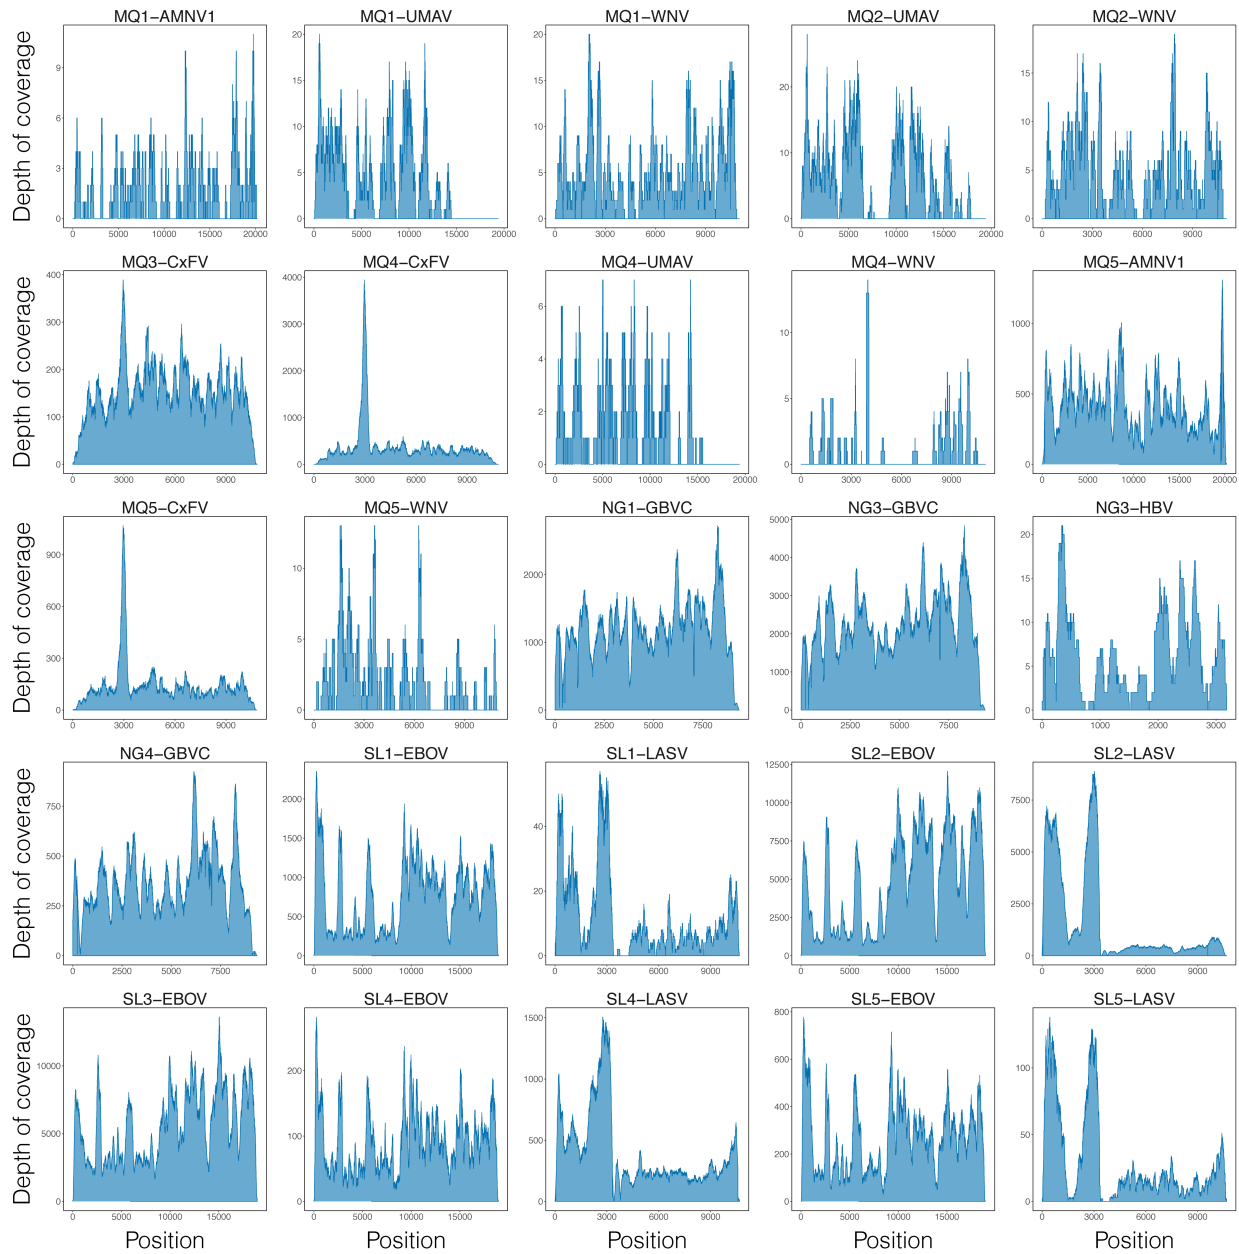 MQ1−AMNV1 MQ1−UMAV MQ1−WNV MQ2−UMAV MQ2−WNV
Depth of coverage
9 6 3 0
20 15 10 5 0
20 15 10 5 0
20 10 0
15 10 5 0
0 5000 10000 15000 20000
0 5000 10000 15000 20000
0 3000 6000 9000
0 5000 10000 15000 20000
0 3000 6000 9000
MQ3−CxFV MQ4−CxFV MQ4−UMAV MQ4−WNV MQ5−AMNV1
Depth of coverage
400 300 200 100 0
4000 3000 2000 1000 0
6 4 2 0
10 5 0
1000 500 0
0 3000 6000 9000
0 3000 6000 9000
0 5000 10000 15000 20000
0 3000 6000 9000
0 5000 10000 15000 20000
MQ5−CxFV MQ5−WNV NG1−GBVC NG3−GBVC NG3−HBV
Depth of coverage
900 600 300 0
10 5 0
2000 1000 0
5000 4000 3000 2000 1000 0
20 15 10 5 0
0 3000 6000 9000
0 3000 6000 9000
0 2500 5000 7500
0 2500 5000 7500
0 1000 2000 3000
NG4−GBVC SL1−EBOV SL1−LASV SL2−EBOV SL2−LASV
Depth of coverage
750 500 250 0
2000 1500 1000 500 0
40 20 0
12500 10000 7500 5000 2500 0
7500 5000 2500 0
0 2500 5000 7500
0 5000 10000 15000
0 3000 6000 9000
0 5000 10000 15000
0 3000 6000 9000
SL3−EBOV SL4−EBOV SL4−LASV SL5−EBOV SL5−LASV
Depth of coverage
10000 5000 0
200 100 0
1500 1000 500 0
800 600 400 200 0
100 50 0
0 5000 10000 15000
0 5000 10000 15000
0 3000 6000 9000
0 5000 10000 15000
0 3000 6000 9000
Position Position Position Position Position